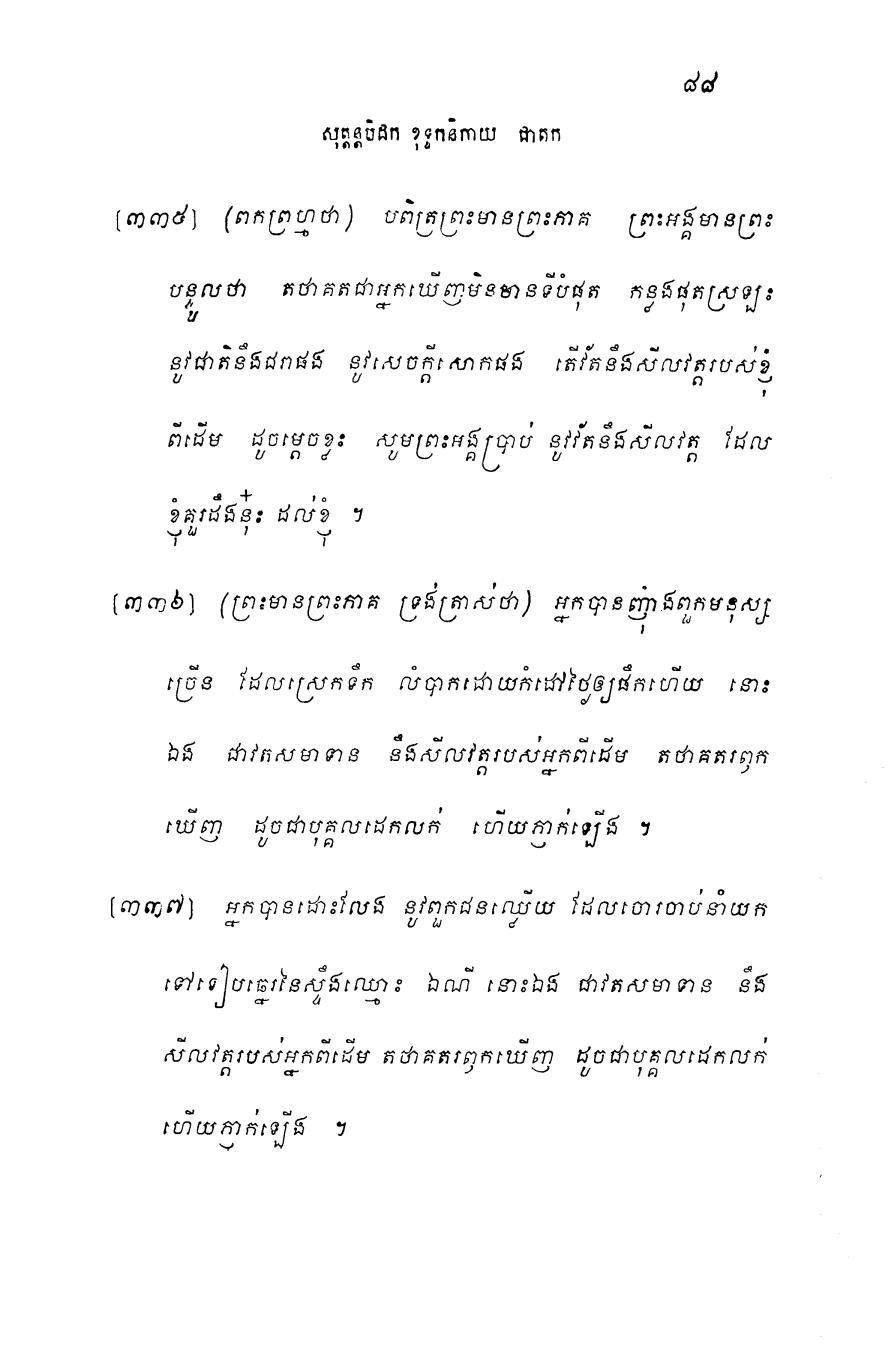 ៨៨
សុត្តន្តបិដក ខុទ្ទកនិកាយ ជាតក
[៣៣៥] (ពកព្រហ្មថា) បពិត្រព្រះមានព្រះភាគ ព្រះអង្គមានព្រះ
បន្ទូលថា តថាគតជាអ្នកឃើញមិនមានទីបំផុត កន្លងផុតស្រឡះ
នូវជាតិនឹងជរាផង នូវសេចក្តីសោកផង តើវ័តនឹងសីលវត្តរបស់ខ្ញុំ
ពីដើម ដូចម្តេចខ្លះ សូមព្រះអង្គប្រាប់ នូវវ័តនឹងសីលវត្ត ដែល
ខ្ញុំគួរដឹងនុ៎ះ ដល់ខ្ញុំ ។
[៣៣៦] (ព្រះមានព្រះភាគ ទ្រង់ត្រាស់ថា) អ្នកបានញុំាងពួកមនុស្ស
ច្រើន ដែលស្រេកទឹក លំបាកដោយកំដៅថ្ងៃឲ្យផឹកហើយ នោះ
ឯង ជាវតសមាទាន នឹងសីលវត្តរបស់អ្នកពីដើម តថាគតរឭក
ឃើញ ដូចជាបុគ្គលដេកលក់ ហើយភ្ញាក់ឡើង ។
[៣៣៧] អ្នកបានដោះលែង នូវពួកជនឈ្លើយ ដែលចោរចាប់នាំយក
ទៅទៀបឆ្នេរនៃស្ទឹងឈ្មោះ ឯណី នោះឯង ជាវតសមាទាន នឹង
សីលវត្តរបស់អ្នកពីដើម តថាគតរឭកឃើញ ដូចជាបុគ្គលដេកលក់
ហើយភ្ញាក់ឡើង ។